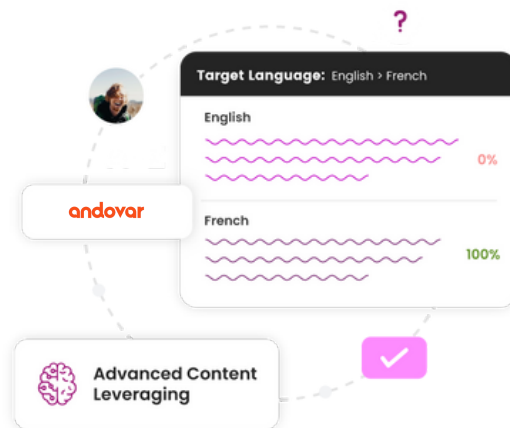 ?
Target Language: English > French
English
0%
andovar
French
100%
Advanced Content
Leveraging